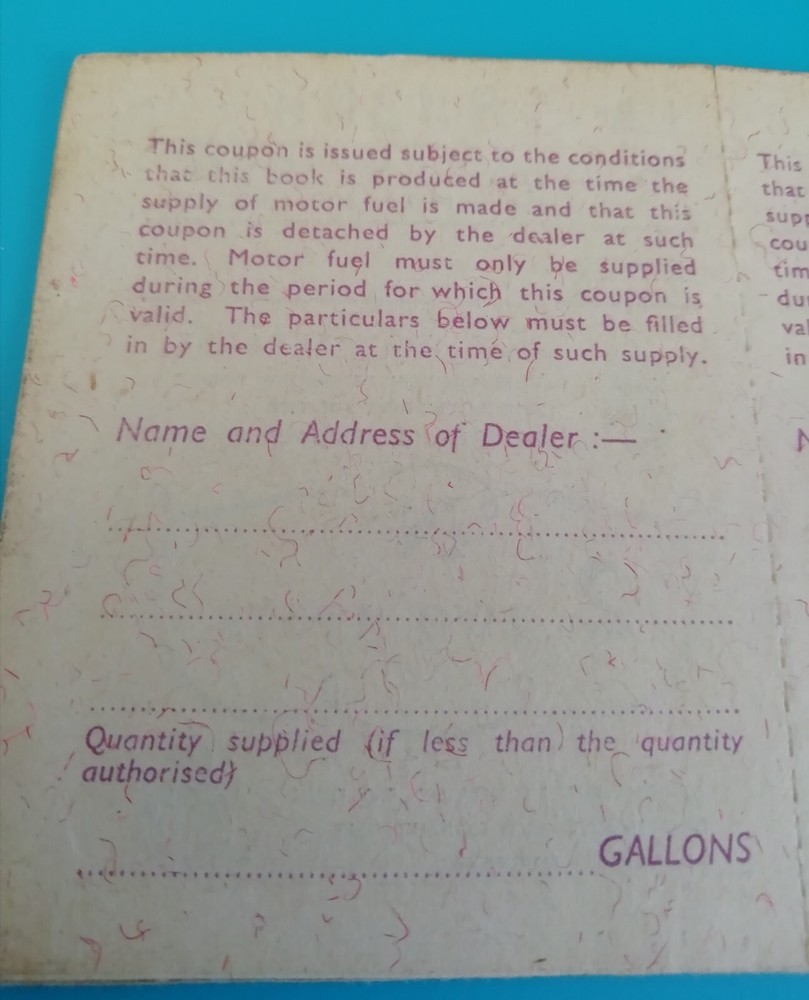 This coupon is issued subject to the conditions
that this book is produced at the time the
supply of motor fuel is made and that this
coupon is detached by the dealer at such
time. Motor fuel must only be supplied
during the period for which this coupon is
valid. The particulars below must be filled
in by the dealer at the time of such supply.
Name and Address of Dealer :—
Quantity supplied (if less than the quantity
authorised)
GALLONS
This
that